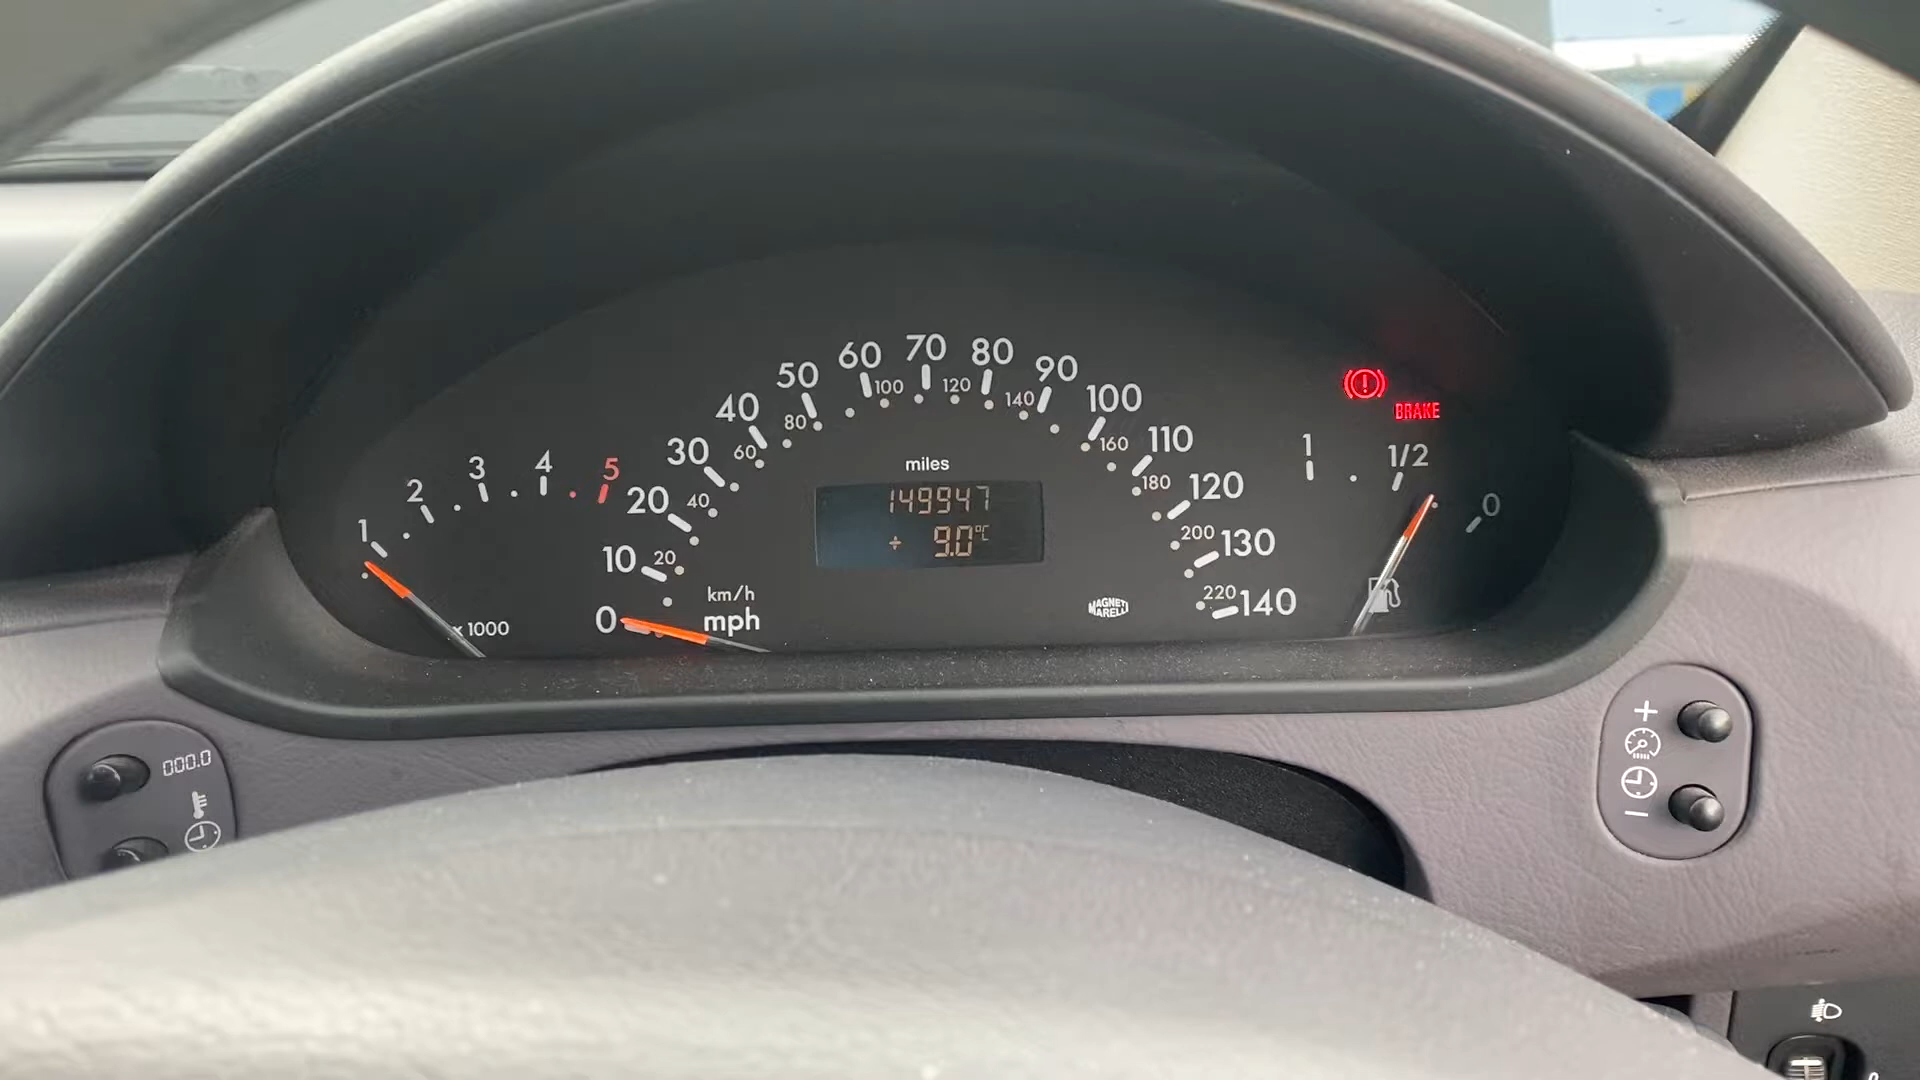 1 2 3 4 5
x 1000
0 10 20 30 40 50 60 70 80 90 100 110 120 130 140
20 40 60 80 100 120 140 160 180 200 220
km/h
mph
miles
149947
+ 9.0°C
MAGNETI
MARELLI
BRAKE
1 1/2 0
000.0
+
−